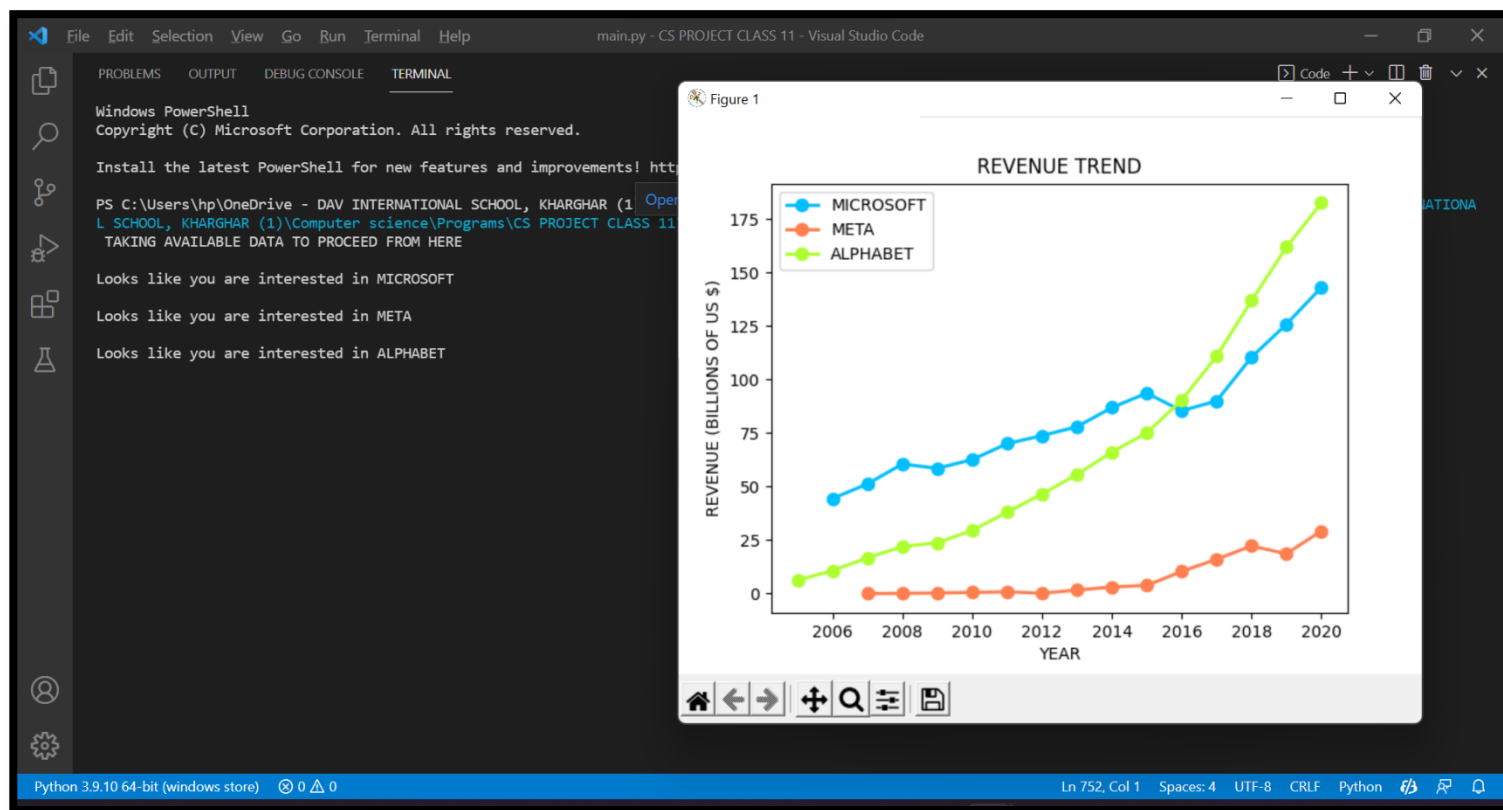 File Edit Selection View Go Run Terminal Help
main.py - CS PROJECT CLASS 11 - Visual Studio Code
PROBLEMS OUTPUT DEBUG CONSOLE TERMINAL
Code
Windows PowerShell
Copyright (C) Microsoft Corporation. All rights reserved.
Install the latest PowerShell for new features and improvements!
PS C:\Users\hp\OneDrive - DAV INTERNATIONAL SCHOOL, KHARGHAR (1
L SCHOOL, KHARGHAR (1)\Computer science\Programs\CS PROJECT CLASS 11
TAKING AVAILABLE DATA TO PROCEED FROM HERE
Looks like you are interested in MICROSOFT
Looks like you are interested in META
Looks like you are interested in ALPHABET
Figure 1
REVENUE TREND
MICROSOFT
META
ALPHABET
REVENUE (BILLIONS OF US $)
175
150
125
100
75
50
25
0
2006 2008 2010 2012 2014 2016 2018 2020
YEAR
Python 3.9.10 64-bit (windows store) 0 0
Ln 752, Col 1 Spaces: 4 UTF-8 CRLF Python